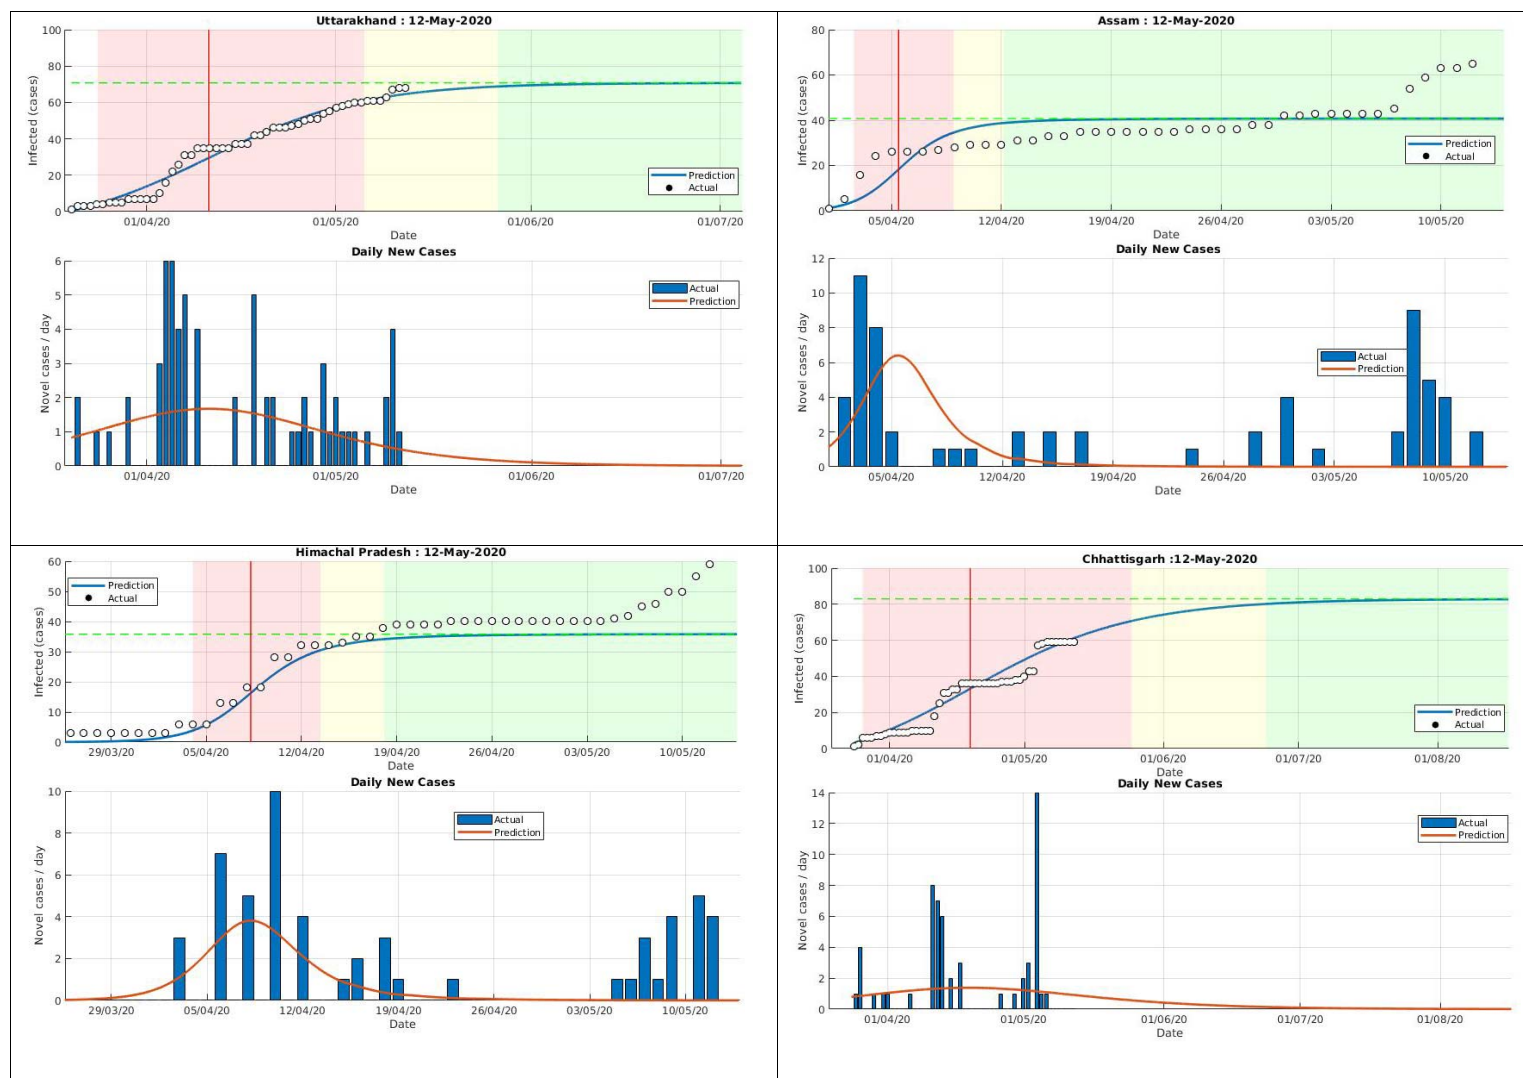 Uttarakhand : 12-May-2020
100
80
60
40
20
0
Infected (cases)
Prediction
Actual
01/04/20 01/05/20 01/06/20 01/07/20
Date
Daily New Cases
6
5
4
3
2
1
0
Novel cases / day
Actual
Prediction
01/04/20 01/05/20 01/06/20 01/07/20
Date
Assam : 12-May-2020
80
60
40
20
0
Infected (cases)
Prediction
Actual
05/04/20 12/04/20 19/04/20 26/04/20 03/05/20 10/05/20
Date
Daily New Cases
12
10
8
6
4
2
0
Novel cases / day
Actual
Prediction
05/04/20 12/04/20 19/04/20 26/04/20 03/05/20 10/05/20
Date
Himachal Pradesh : 12-May-2020
60
50
40
30
20
10
0
Infected (cases)
Prediction
Actual
29/03/20 05/04/20 12/04/20 19/04/20 26/04/20 03/05/20 10/05/20
Date
Daily New Cases
10
8
6
4
2
0
Novel cases / day
Actual
Prediction
29/03/20 05/04/20 12/04/20 19/04/20 26/04/20 03/05/20 10/05/20
Date
Chhattisgarh :12-May-2020
100
80
60
40
20
0
Infected (cases)
Prediction
Actual
01/04/20 01/05/20 01/06/20 01/07/20 01/08/20
Date
Daily New Cases
14
12
10
8
6
4
2
0
Novel cases / day
Actual
Prediction
01/04/20 01/05/20 01/06/20 01/07/20 01/08/20
Date